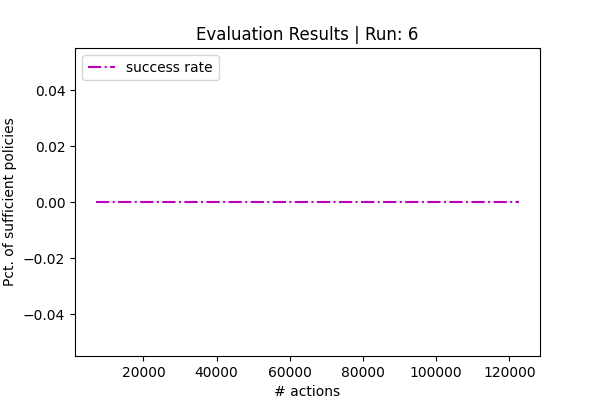 Evaluation Results | Run: 6
success rate
Pct. of sufficient policies
0.04
0.02
0.00
−0.02
−0.04
20000
40000
60000
80000
100000
120000
# actions